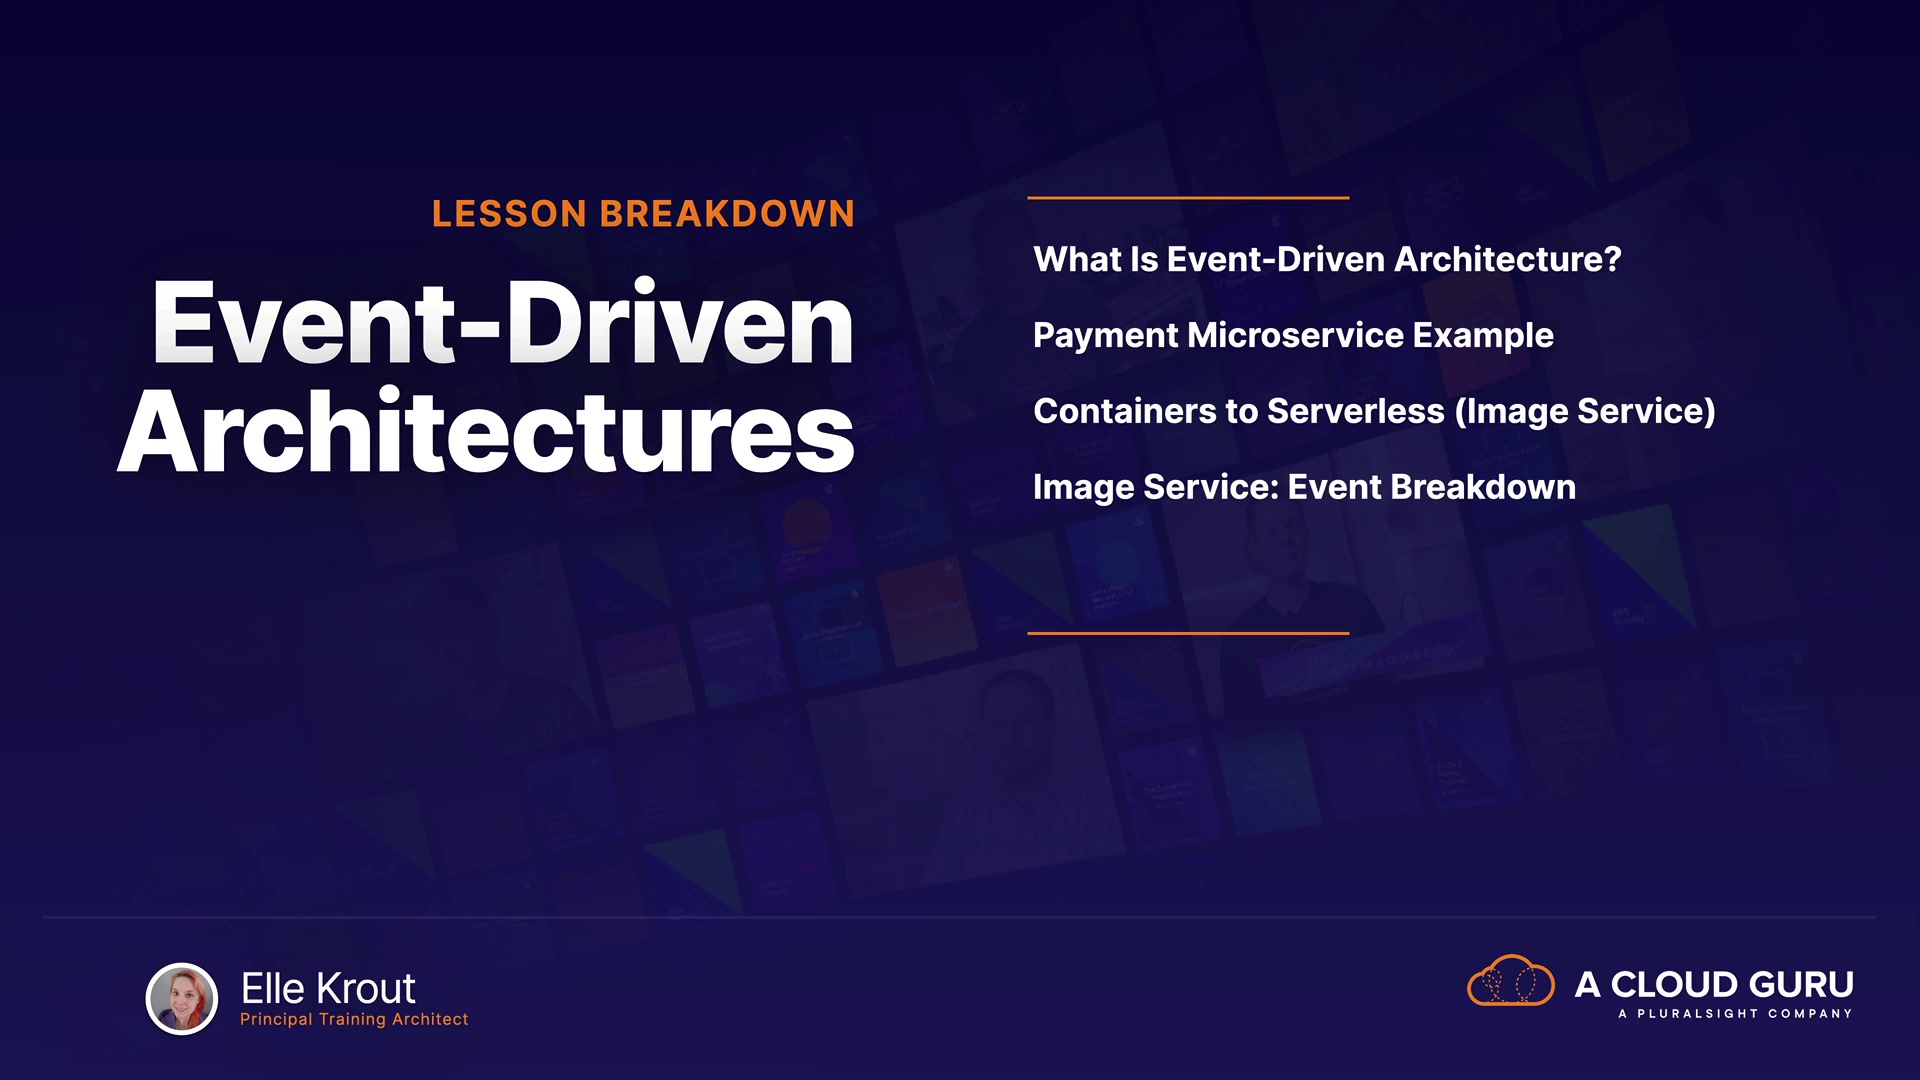 LESSON BREAKDOWN
Event-Driven
Architectures
What Is Event-Driven Architecture?
Payment Microservice Example
Containers to Serverless (Image Service)
Image Service: Event Breakdown
Elle Krout
Principal Training Architect
A CLOUD GURU
A PLURALSIGHT COMPANY